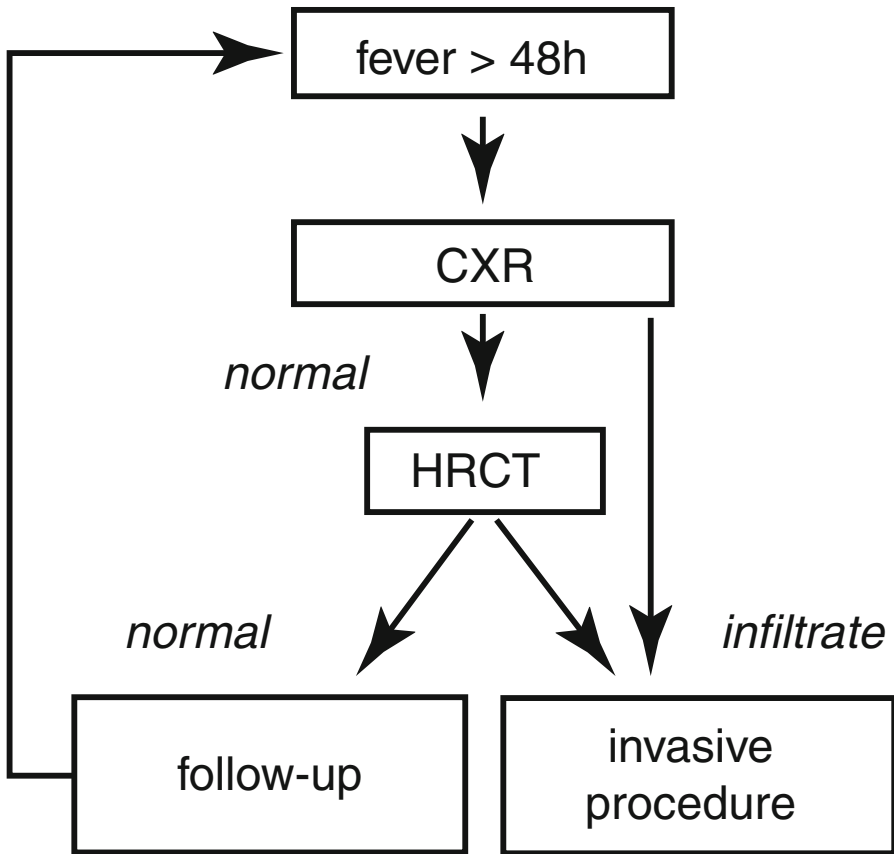 fever > 48h
CXR
normal
HRCT
normal
infiltrate
follow-up
invasive
procedure